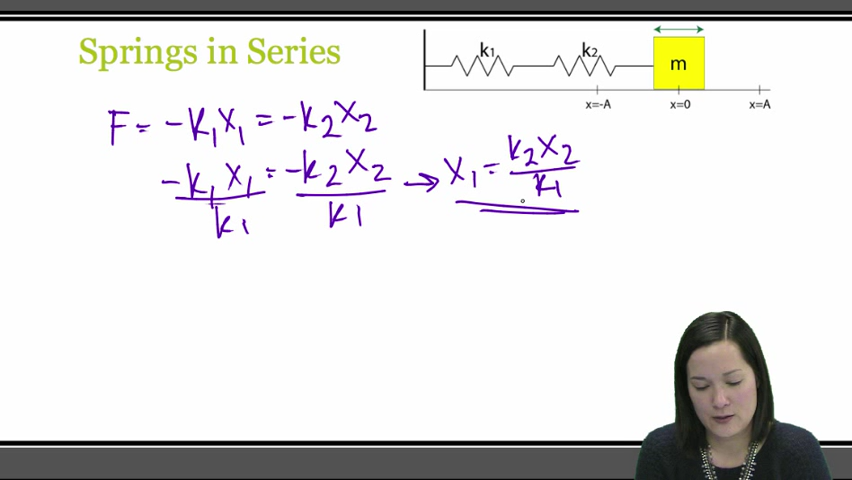 Springs in Series
k₁ k₂ m
x=-A x=0 x=A
F = -k₁x₁ = -k₂x₂
-k₁x₁/k₁ = -k₂x₂/k₁ → x₁ = k₂x₂/k₁